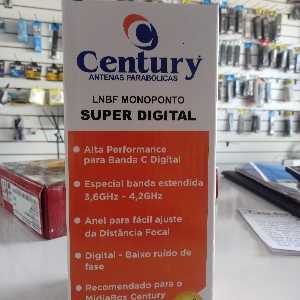 Century
ANTENAS PARABÓLICAS
LNBF MONOPONTO
SUPER DIGITAL
Alta Performance
para Banda C Digital
Especial banda estendida
3,6GHz - 4,2GHz
Anel para fácil ajuste
da Distância Focal
Digital - Baixo ruído de
fase
Recomendado para o
MidiaBox Century